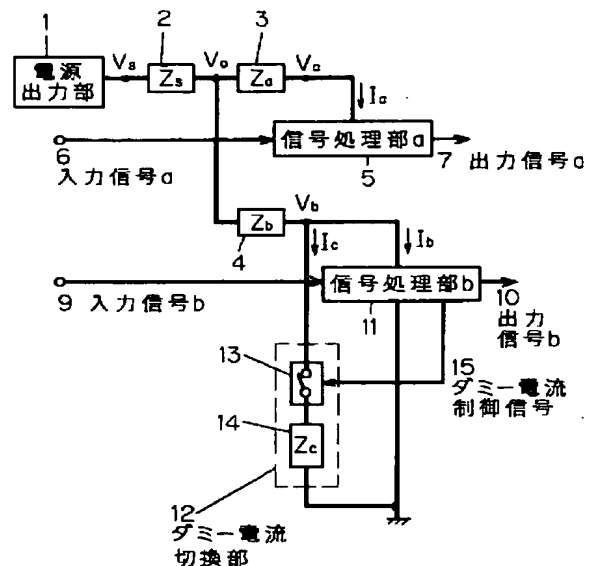 1
電源
出力部
Vs
2
Zs
Vo
3
Za
Va
Ia
6
入力信号a
信号処理部a
5
7
出力信号a
Zb
4
Vb
Ic
Ib
9 入力信号b
信号処理部b
11
10
出力
信号b
13
14
Zc
15
ダミー電流
制御信号
12
ダミー電流
切換部